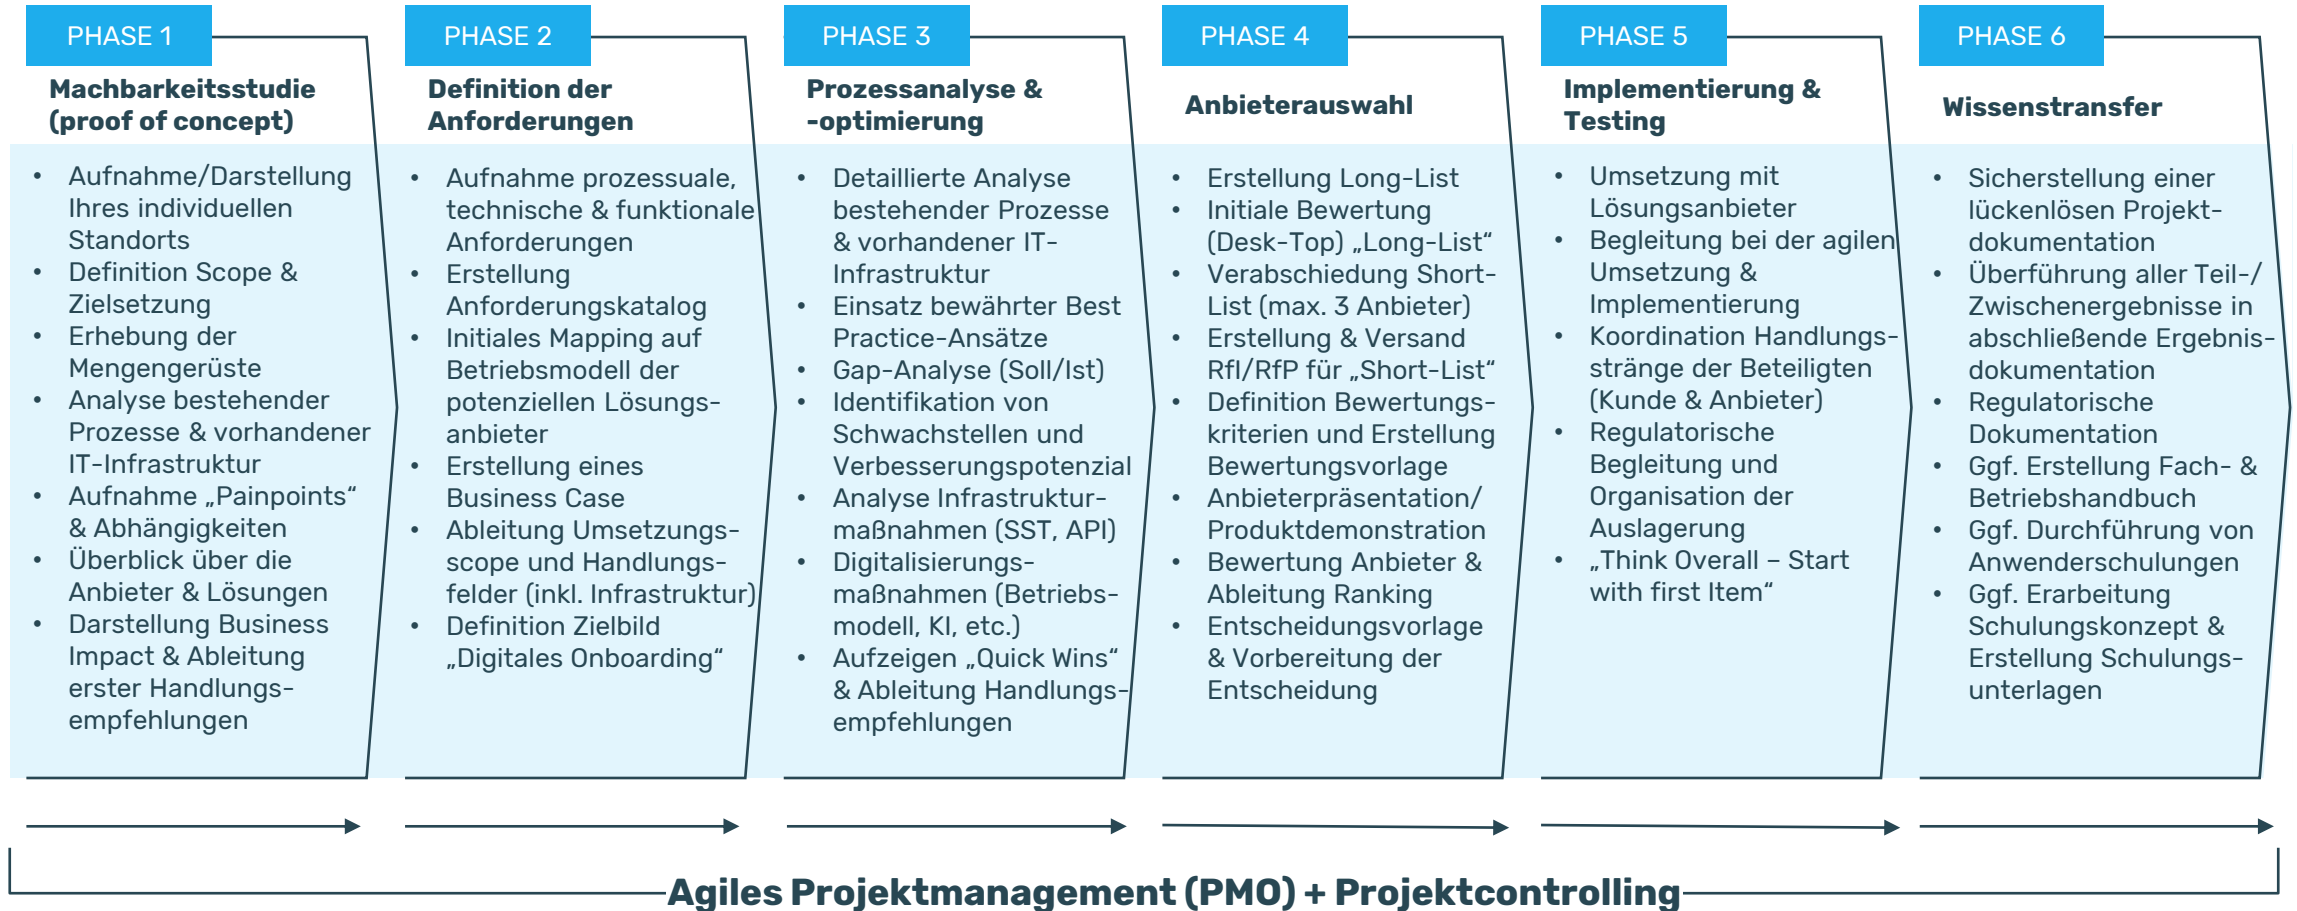 PHASE 1
Machbarkeitsstudie
(proof of concept)
• Aufnahme/Darstellung
Ihres individuellen
Standorts
• Definition Scope &
Zielsetzung
• Erhebung der
Mengengerüste
• Analyse bestehender
Prozesse & vorhandener
IT-Infrastruktur
• Aufnahme „Painpoints“
& Abhängigkeiten
• Überblick über die
Anbieter & Lösungen
• Darstellung Business
Impact & Ableitung
erster Handlungs-
empfehlungen
PHASE 2
Definition der
Anforderungen
• Aufnahme prozessuale,
technische & funktionale
Anforderungen
• Erstellung
Anforderungskatalog
• Initiales Mapping auf
Betriebsmodell der
potenziellen Lösungs-
anbieter
• Erstellung eines
Business Case
• Ableitung Umsetzungs-
scope und Handlungs-
felder (inkl. Infrastruktur)
• Definition Zielbild
„Digitales Onboarding“
PHASE 3
Prozessanalyse &
-optimierung
• Detaillierte Analyse
bestehender Prozesse
& vorhandener IT-
Infrastruktur
• Einsatz bewährter Best
Practice-Ansätze
• Gap-Analyse (Soll/Ist)
• Identifikation von
Schwachstellen und
Verbesserungspotenzial
• Analyse Infrastruktur-
maßnahmen (SST, API)
• Digitalisierungs-
maßnahmen (Betriebs-
modell, KI, etc.)
• Aufzeigen „Quick Wins“
& Ableitung Handlungs-
empfehlungen
PHASE 4
Anbieterauswahl
• Erstellung Long-List
• Initiale Bewertung
(Desk-Top) „Long-List“
• Verabschiedung Short-
List (max. 3 Anbieter)
• Erstellung & Versand
RfI/RfP für „Short-List“
• Definition Bewertungs-
kriterien und Erstellung
Bewertungsvorlage
• Anbieterpräsentation/
Produktdemonstration
• Bewertung Anbieter &
Ableitung Ranking
• Entscheidungsvorlage
& Vorbereitung der
Entscheidung
PHASE 5
Implementierung &
Testing
• Umsetzung mit
Lösungsanbieter
• Begleitung bei der agilen
Umsetzung &
Implementierung
• Koordination Handlungs-
stränge der Beteiligten
(Kunde & Anbieter)
• Regulatorische
Begleitung und
Organisation der
Auslagerung
• „Think Overall – Start
with first Item“
PHASE 6
Wissenstransfer
• Sicherstellung einer
lückenlösen Projekt-
dokumentation
• Überführung aller Teil-/
Zwischenergebnisse in
abschließende Ergebnis-
dokumentation
• Regulatorische
Dokumentation
• Ggf. Erstellung Fach- &
Betriebshandbuch
• Ggf. Durchführung von
Anwenderschulungen
• Ggf. Erarbeitung
Schulungskonzept &
Erstellung Schulungs-
unterlagen
Agiles Projektmanagement (PMO) + Projektcontrolling